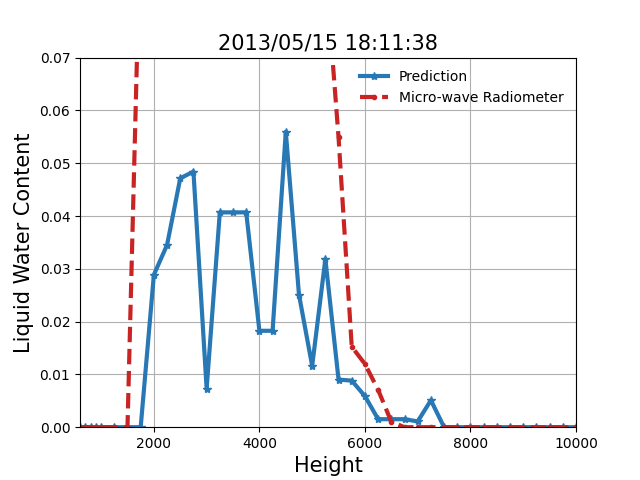 2013/05/15 18:11:38
0.07
0.06
0.05
0.04
0.03
0.02
0.01
0.00
Liquid Water Content
Prediction
Micro-wave Radiometer
2000 4000 6000 8000 10000
Height